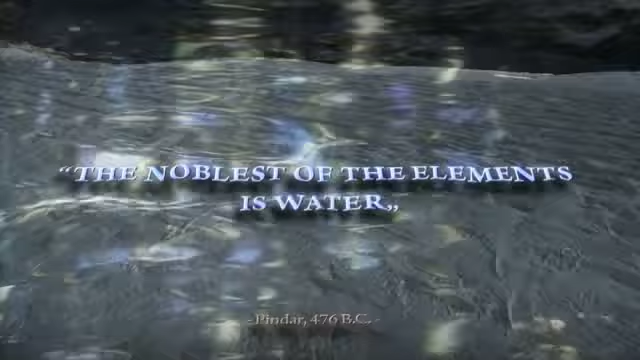 “THE NOBLEST OF THE ELEMENTS
IS WATER„
- Pindar, 476 B.C. -